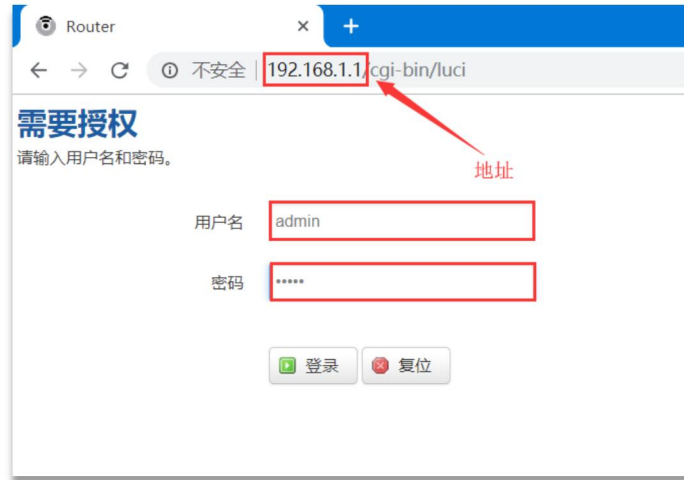 Router
不安全 192.168.1.1/cgi-bin/luci
需要授权
请输入用户名和密码。
地址
用户名 admin
密码 •••••
登录 复位